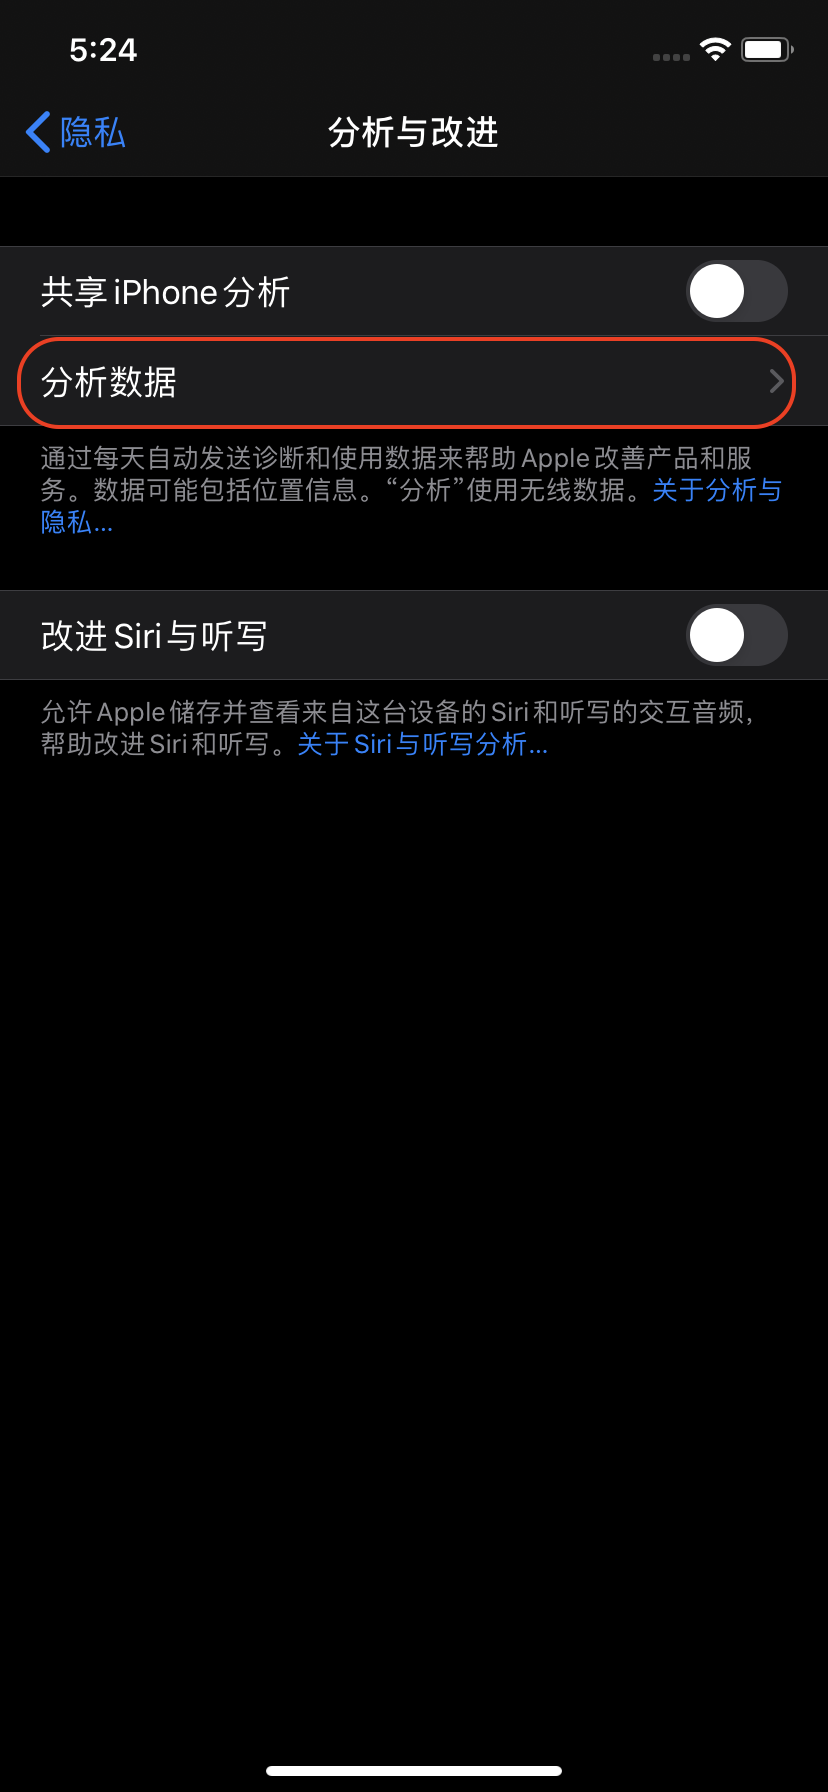 5:24
隐私
分析与改进
共享 iPhone 分析
分析数据
通过每天自动发送诊断和使用数据来帮助 Apple 改善产品和服
务。数据可能包括位置信息。“分析”使用无线数据。关于分析与
隐私...
改进 Siri 与听写
允许 Apple 储存并查看来自这台设备的 Siri 和听写的交互音频，
帮助改进 Siri 和听写。关于 Siri 与听写分析...